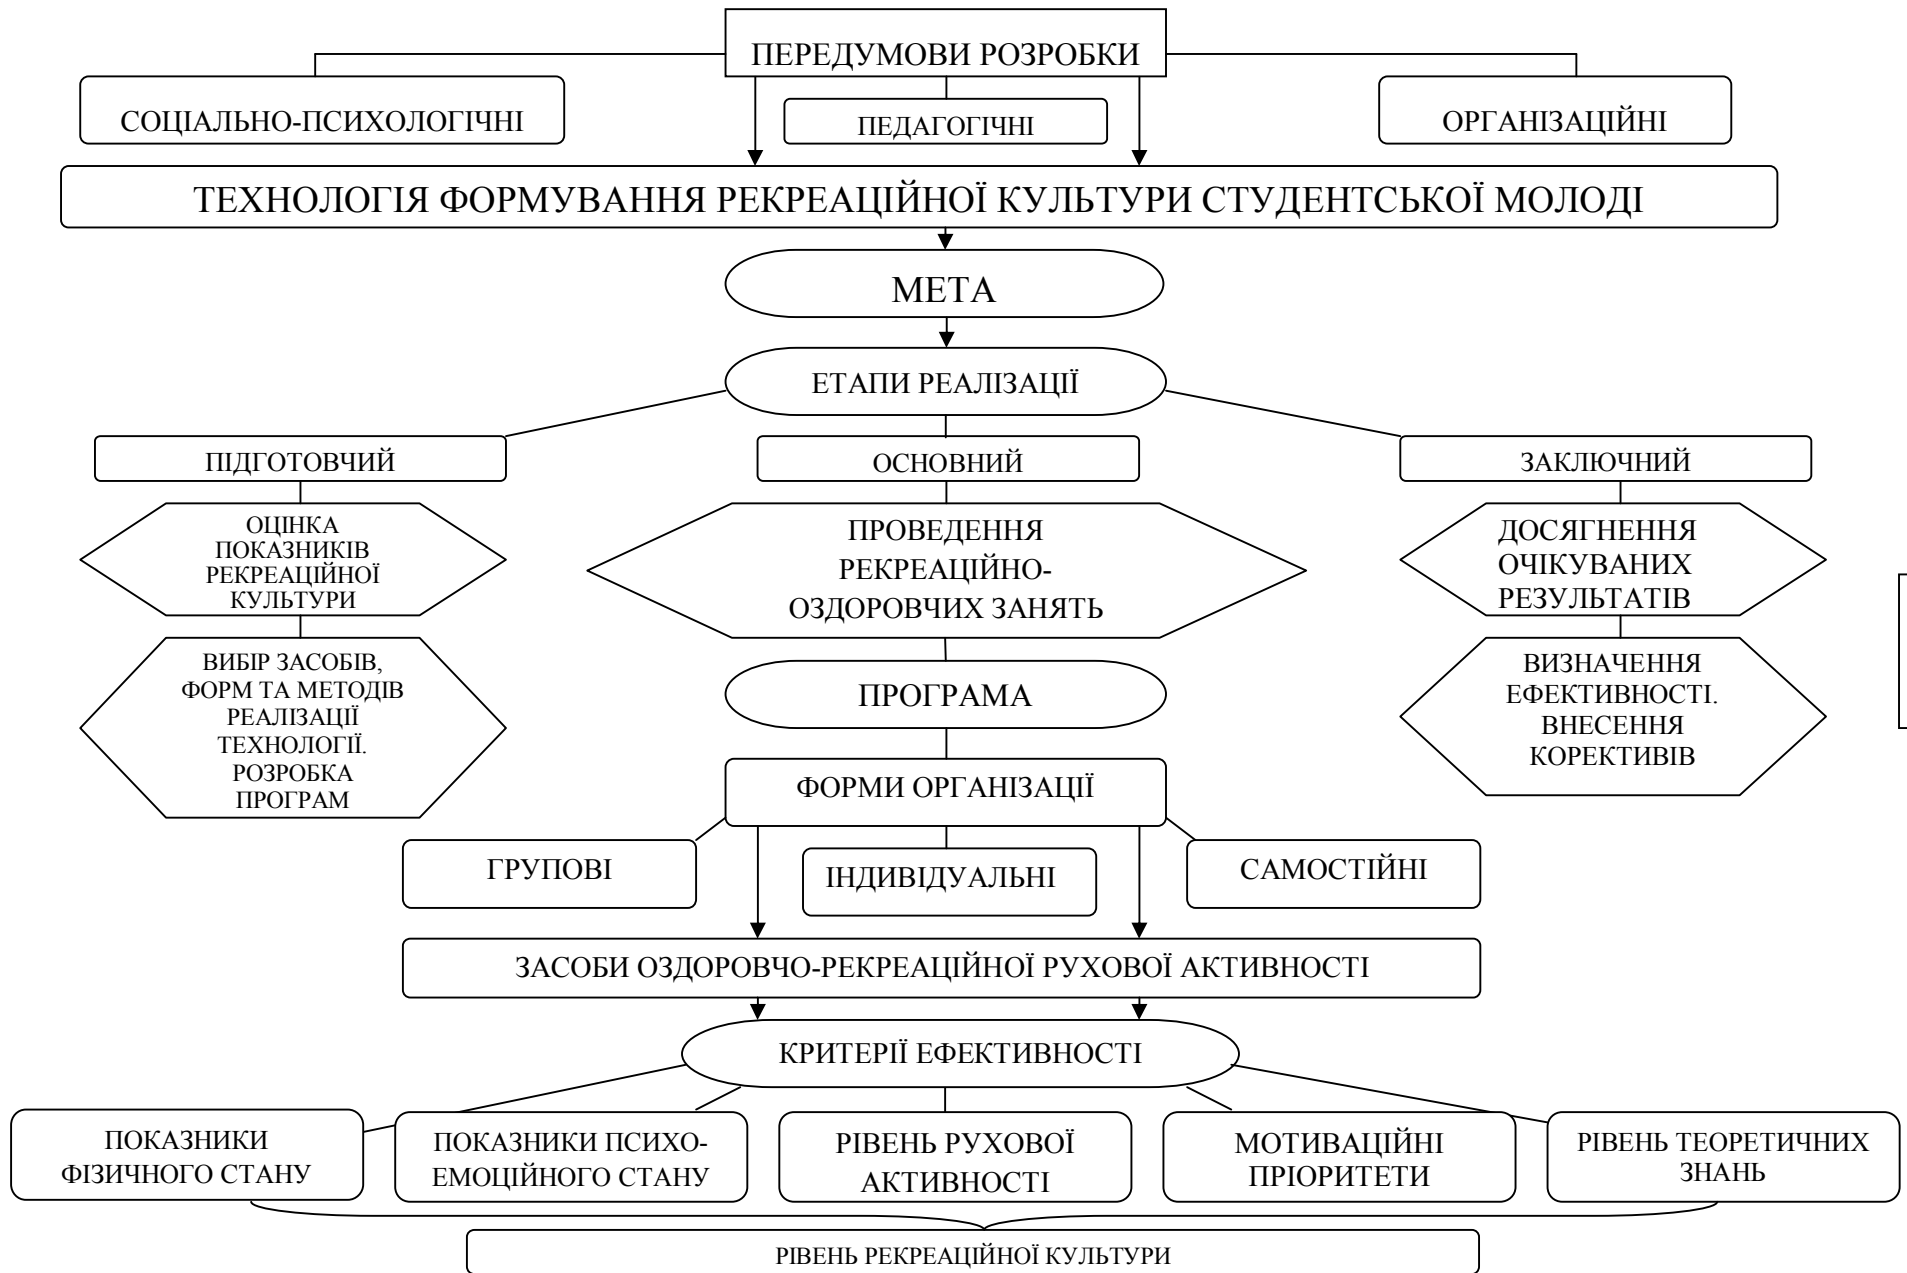 ПЕРЕДУМОВИ РОЗРОБКИ
СОЦІАЛЬНО-ПСИХОЛОГІЧНІ
ПЕДАГОГІЧНІ
ОРГАНІЗАЦІЙНІ
ТЕХНОЛОГІЯ ФОРМУВАННЯ РЕКРЕАЦІЙНОЇ КУЛЬТУРИ СТУДЕНТСЬКОЇ МОЛОДІ
МЕТА
ЕТАПИ РЕАЛІЗАЦІЇ
ПІДГОТОВЧИЙ
ОСНОВНИЙ
ЗАКЛЮЧНИЙ
ОЦІНКА
ПОКАЗНИКІВ
РЕКРЕАЦІЙНОЇ
КУЛЬТУРИ
ПРОВЕДЕННЯ
РЕКРЕАЦІЙНО-
ОЗДОРОВЧИХ ЗАНЯТЬ
ДОСЯГНЕННЯ
ОЧІКУВАНИХ
РЕЗУЛЬТАТІВ
ВИБІР ЗАСОБІВ,
ФОРМ ТА МЕТОДІВ
РЕАЛІЗАЦІЇ
ТЕХНОЛОГІЇ.
РОЗРОБКА
ПРОГРАМ
ПРОГРАМА
ВИЗНАЧЕННЯ
ЕФЕКТИВНОСТІ.
ВНЕСЕННЯ
КОРЕКТИВІВ
ФОРМИ ОРГАНІЗАЦІЇ
ГРУПОВІ
ІНДИВІДУАЛЬНІ
САМОСТІЙНІ
ЗАСОБИ ОЗДОРОВЧО-РЕКРЕАЦІЙНОЇ РУХОВОЇ АКТИВНОСТІ
КРИТЕРІЇ ЕФЕКТИВНОСТІ
ПОКАЗНИКИ
ФІЗИЧНОГО СТАНУ
ПОКАЗНИКИ ПСИХО-
ЕМОЦІЙНОГО СТАНУ
РІВЕНЬ РУХОВОЇ
АКТИВНОСТІ
МОТИВАЦІЙНІ
ПРІОРИТЕТИ
РІВЕНЬ ТЕОРЕТИЧНИХ
ЗНАНЬ
РІВЕНЬ РЕКРЕАЦІЙНОЇ КУЛЬТУРИ